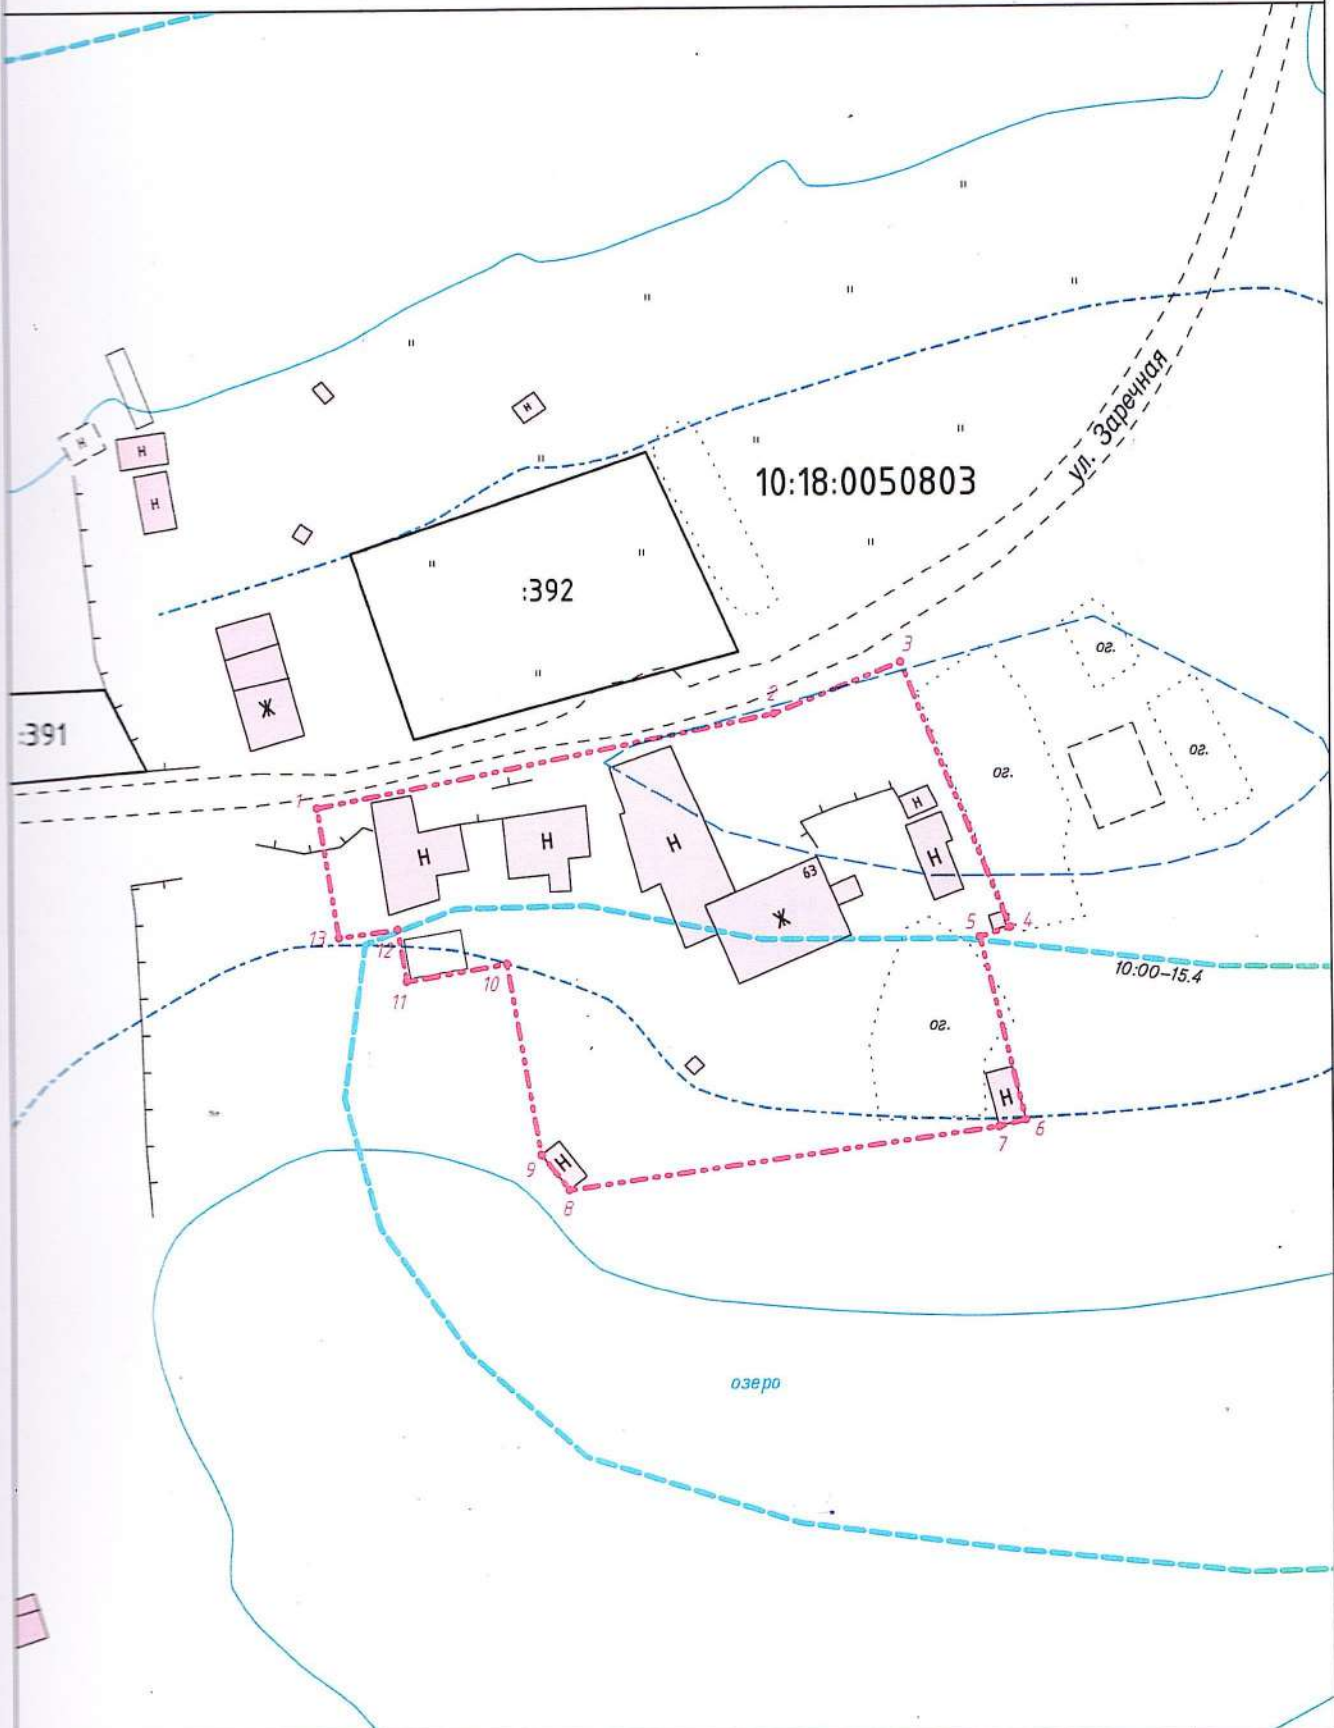 н
Н
Н
10:18:0050803
ул. Заречная
:392
:391
Ж
ог.
ог.
ог.
ог.
3
2
1
Н
Н
Н
Н
Н
63
Ж
5
4
13
12
11
10
10:00-15.4
Н
6
7
9
Н
8
озеро
н